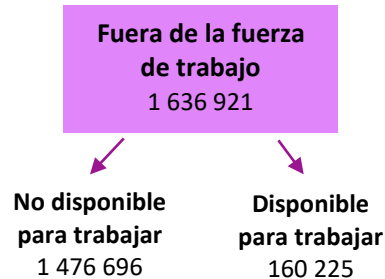 Fuera de la fuerza
de trabajo
1 636 921
No disponible
para trabajar
1 476 696
Disponible
para trabajar
160 225